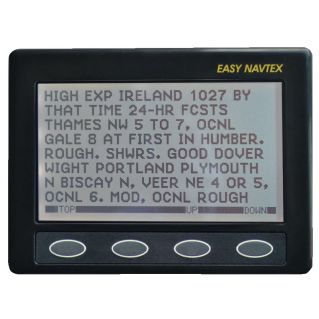 EASY NAVTEX
HIGH EXP IRELAND 1027 BY
THAT TIME 24-HR FCSTS
THAMES NW 5 TO 7, OCNL
GALE 8 AT FIRST IN HUMBER.
ROUGH. SHWRS. GOOD DOVER
WIGHT PORTLAND PLYMOUTH
N BISCAY N, VEER NE 4 OR 5,
OCNL 6. MOD, OCNL ROUGH
TOP UP DOWN